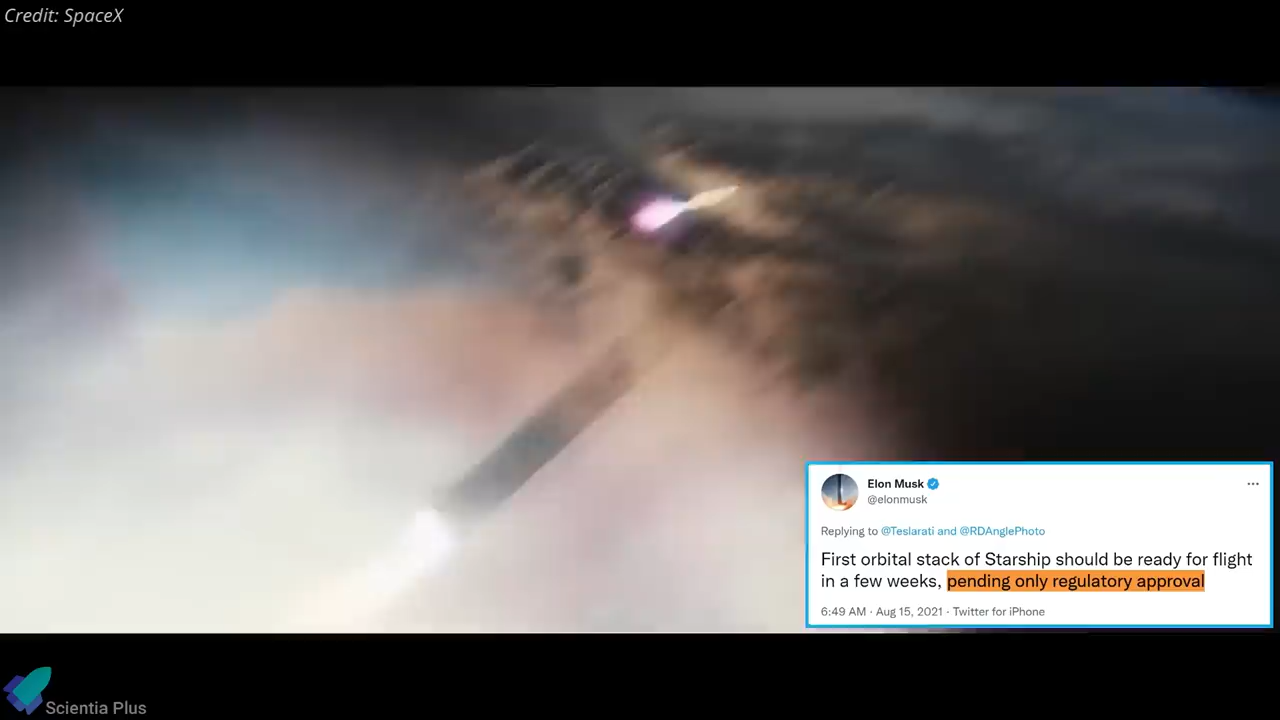 Credit: SpaceX
Elon Musk
@elonmusk
Replying to @Teslarati and @RDAnglePhoto
First orbital stack of Starship should be ready for flight
in a few weeks, pending only regulatory approval
6:49 AM · Aug 15, 2021 · Twitter for iPhone
Scientia Plus